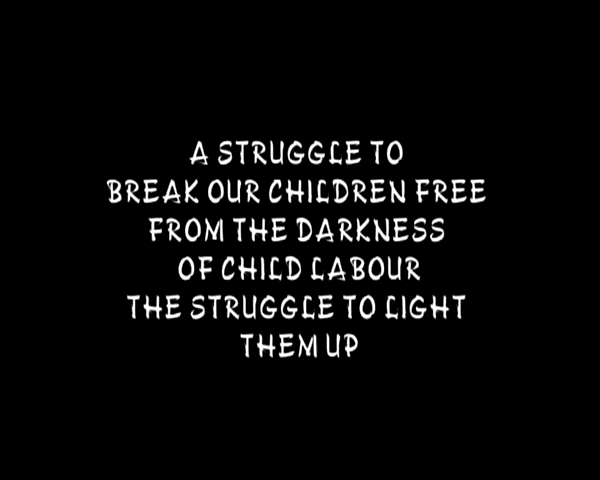 A STRUGGLE TO
BREAK OUR CHILDREN FREE
FROM THE DARKNESS
OF CHILD LABOUR
THE STRUGGLE TO LIGHT
THEM UP